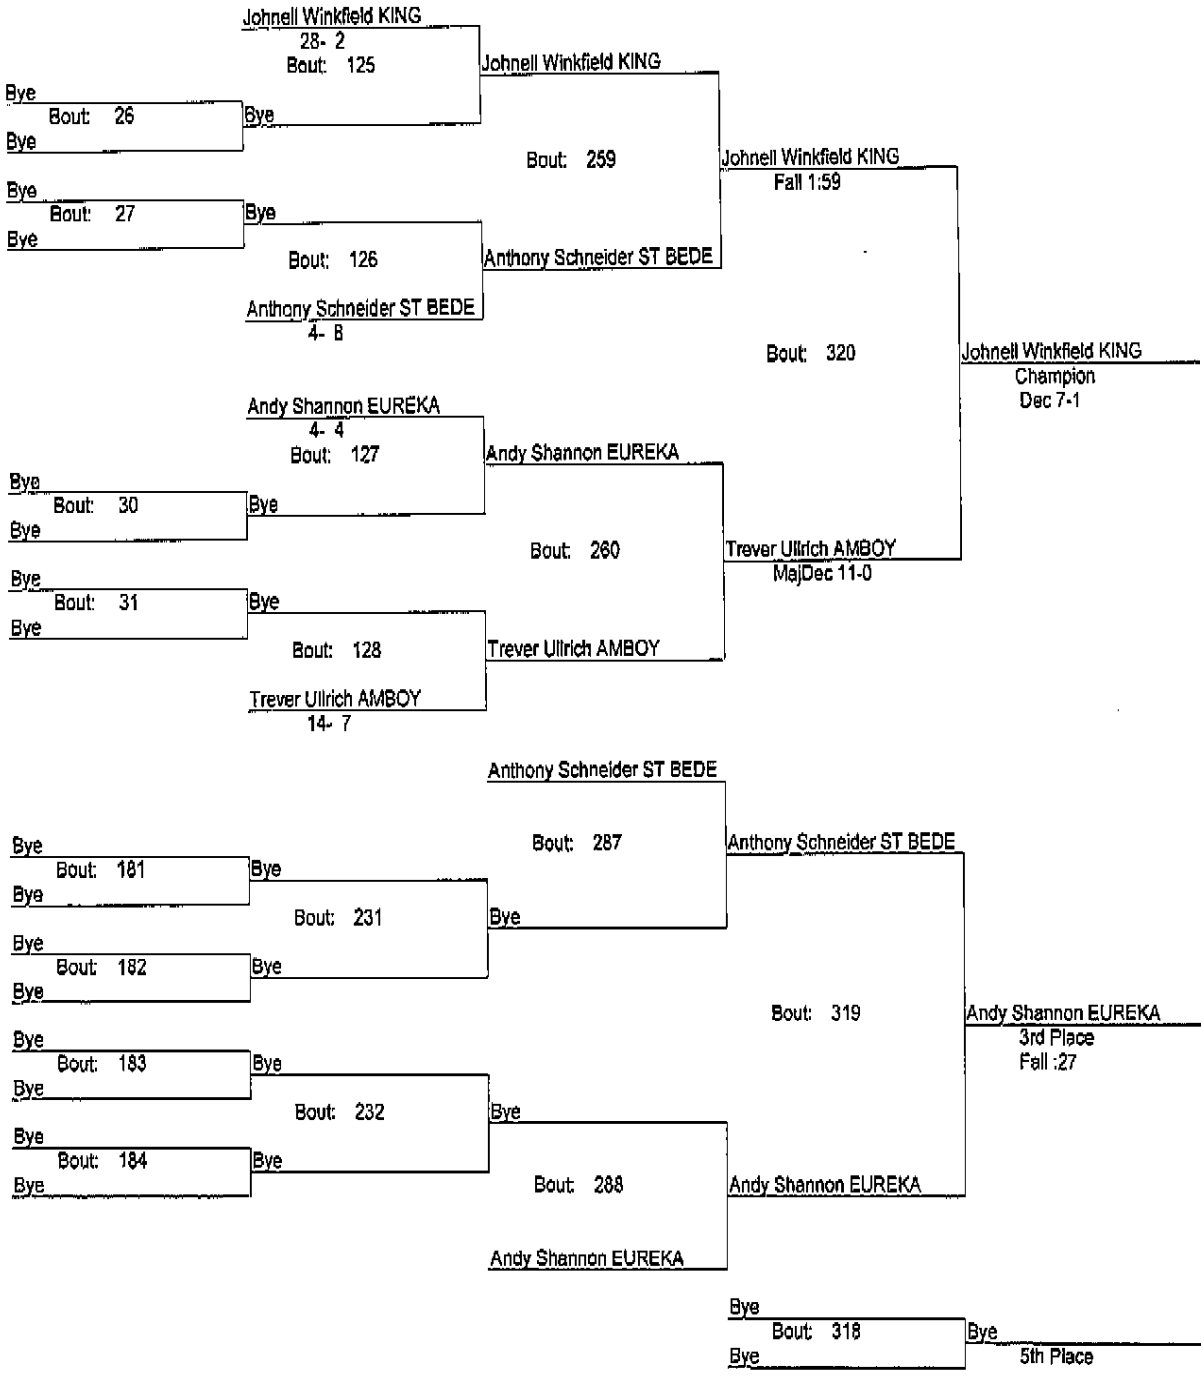 Johnell Winkfield KING
28- 2
Bout: 125
Johnell Winkfield KING
Bye
Bout: 26
Bye
Bye
Bout: 259
Johnell Winkfield KING
Fall 1:59
Bye
Bout: 27
Bye
Bye
Bout: 126
Anthony Schneider ST BEDE
Anthony Schneider ST BEDE
4- 8
Bout: 320
Johnell Winkfield KING
Champion
Dec 7-1
Andy Shannon EUREKA
4- 4
Bout: 127
Andy Shannon EUREKA
Bye
Bout: 30
Bye
Bye
Bout: 260
Trever Ullrich AMBOY
MajDec 11-0
Bye
Bout: 31
Bye
Bye
Bout: 128
Trever Ullrich AMBOY
Trever Ullrich AMBOY
14- 7
Anthony Schneider ST BEDE
Bout: 287
Anthony Schneider ST BEDE
Bye
Bout: 181
Bye
Bye
Bout: 231
Bye
Bye
Bout: 182
Bye
Bye
Bout: 319
Andy Shannon EUREKA
3rd Place
Fall :27
Bye
Bout: 183
Bye
Bye
Bout: 232
Bye
Bye
Bout: 184
Bye
Bye
Bout: 288
Andy Shannon EUREKA
Andy Shannon EUREKA
Bye
Bout: 318
Bye
Bye
5th Place